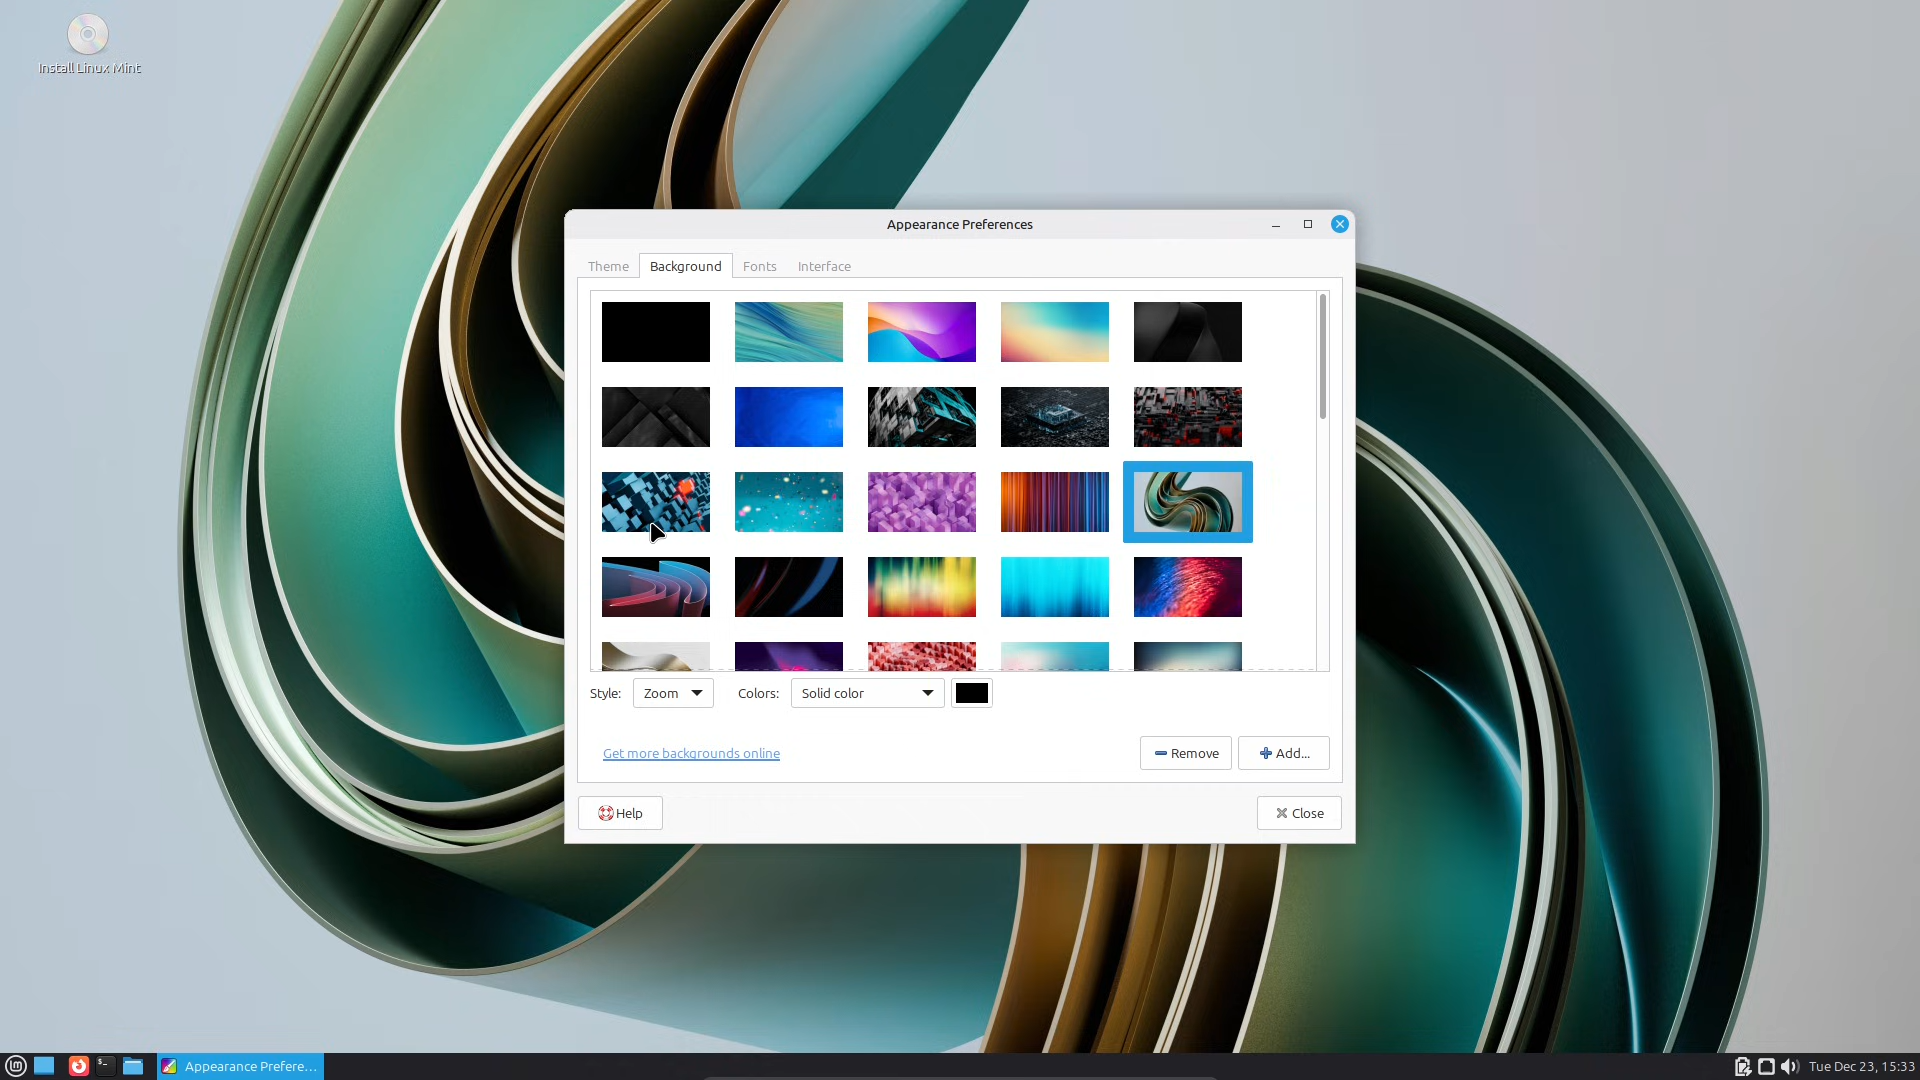 Install Linux Mint
Appearance Preferences
Theme Background Fonts Interface
Style: Zoom Colors: Solid color
Get more backgrounds online Remove Add...
Help Close
Appearance Prefere... Tue Dec 23, 15:33